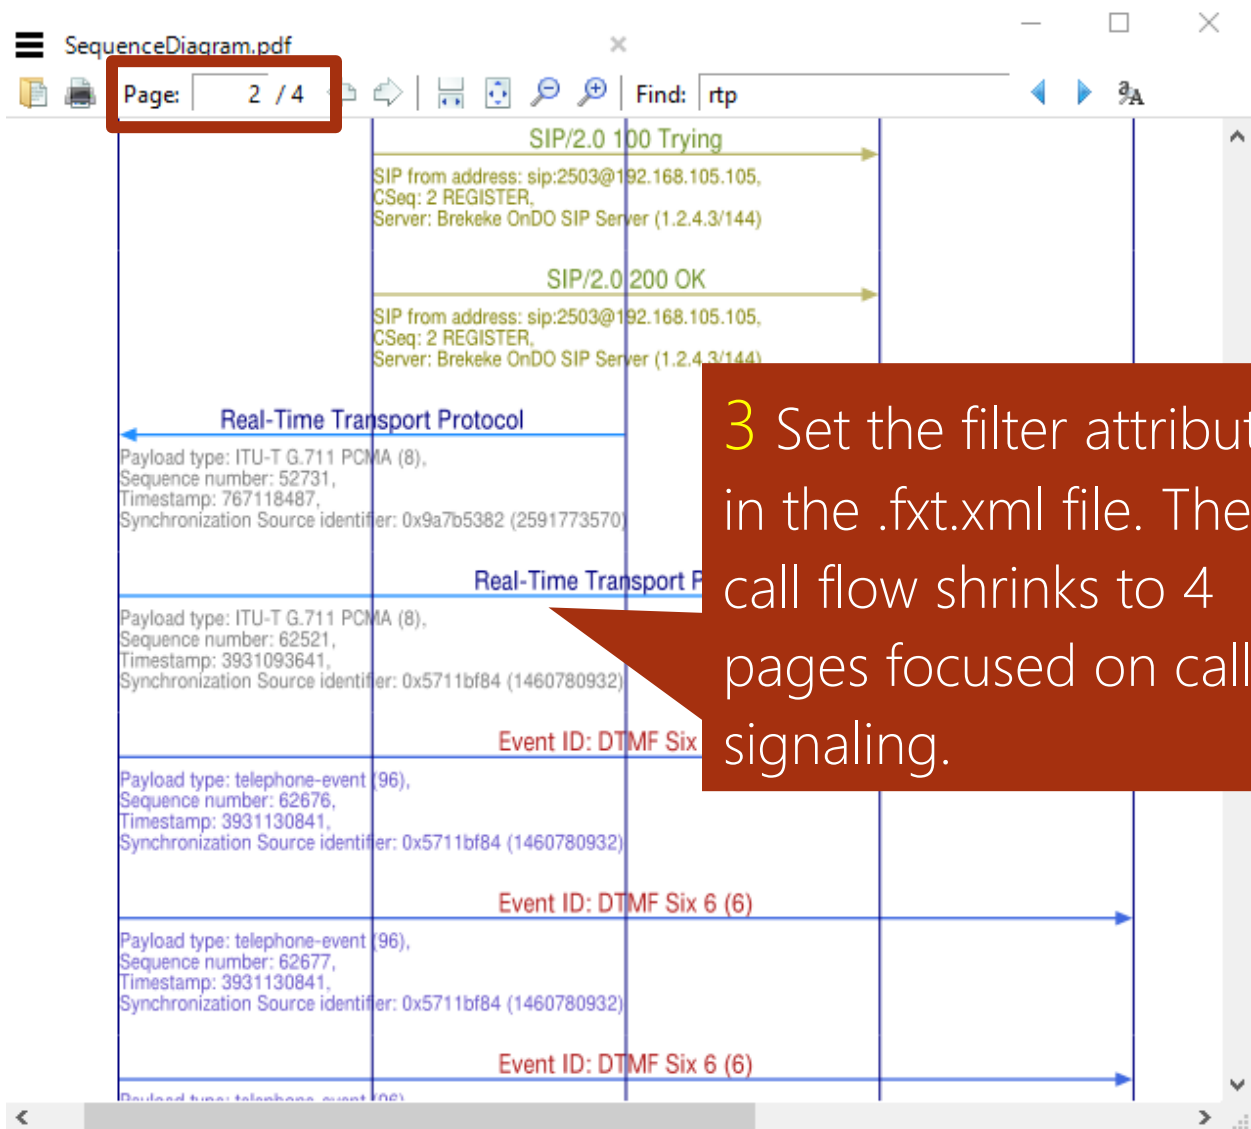 SequenceDiagram.pdf
Page: 2 / 4 Find: rtp
SIP/2.0 100 Trying
SIP from address: sip:2503@192.168.105.105,
CSeq: 2 REGISTER,
Server: Brekeke OnDO SIP Server (1.2.4.3/144)
SIP/2.0 200 OK
SIP from address: sip:2503@192.168.105.105,
CSeq: 2 REGISTER,
Server: Brekeke OnDO SIP Server (1.2.4.3/144)
Real-Time Transport Protocol
Payload type: ITU-T G.711 PCMA (8),
Sequence number: 52731,
Timestamp: 767118487,
Synchronization Source identifier: 0x9a7b5382 (2591773570)
Real-Time Transport P
Payload type: ITU-T G.711 PCMA (8),
Sequence number: 62521,
Timestamp: 3931093641,
Synchronization Source identifier: 0x5711bf84 (1460780932)
3 Set the filter attribut
in the .fxt.xml file. The
call flow shrinks to 4
pages focused on call
signaling.
Event ID: DTMF Six
Payload type: telephone-event (96),
Sequence number: 62676,
Timestamp: 3931130841,
Synchronization Source identifier: 0x5711bf84 (1460780932)
Event ID: DTMF Six 6 (6)
Payload type: telephone-event (96),
Sequence number: 62677,
Timestamp: 3931130841,
Synchronization Source identifier: 0x5711bf84 (1460780932)
Event ID: DTMF Six 6 (6)
Payload type: telephone-event (96),